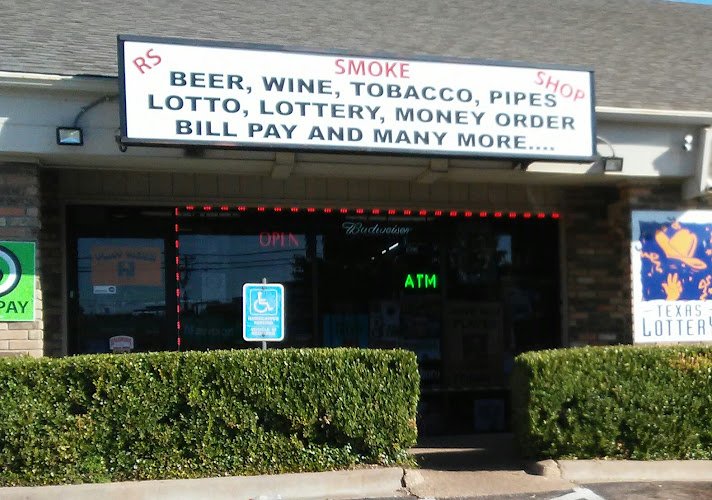 RS SMOKE SHOP
BEER, WINE, TOBACCO, PIPES
LOTTO, LOTTERY, MONEY ORDER
BILL PAY AND MANY MORE....
OPEN
Budweiser
ATM
PAY
TEXAS
LOTTERY